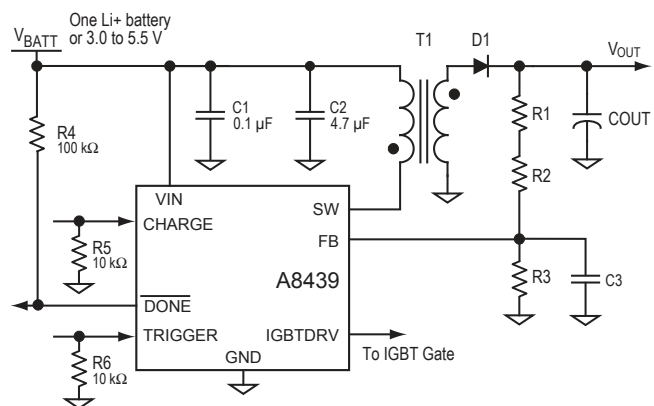 One Li+ battery
or 3.0 to 5.5 V
VBATT
T1
D1
VOUT
C1
0.1 µF
C2
4.7 µF
R1
COUT
R4
100 kΩ
R2
VIN
SW
CHARGE
FB
R5
10 kΩ
A8439
R3
C3
DONE
TRIGGER
IGBTDRV
To IGBT Gate
GND
R6
10 kΩ